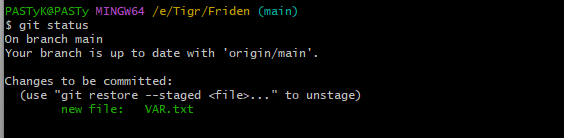 PASTyK@PASTy MINGW64 /e/Tigr/Friden (main)
$ git status
On branch main
Your branch is up to date with 'origin/main'.
Changes to be committed:
(use "git restore --staged <file>..." to unstage)
new file: VAR.txt